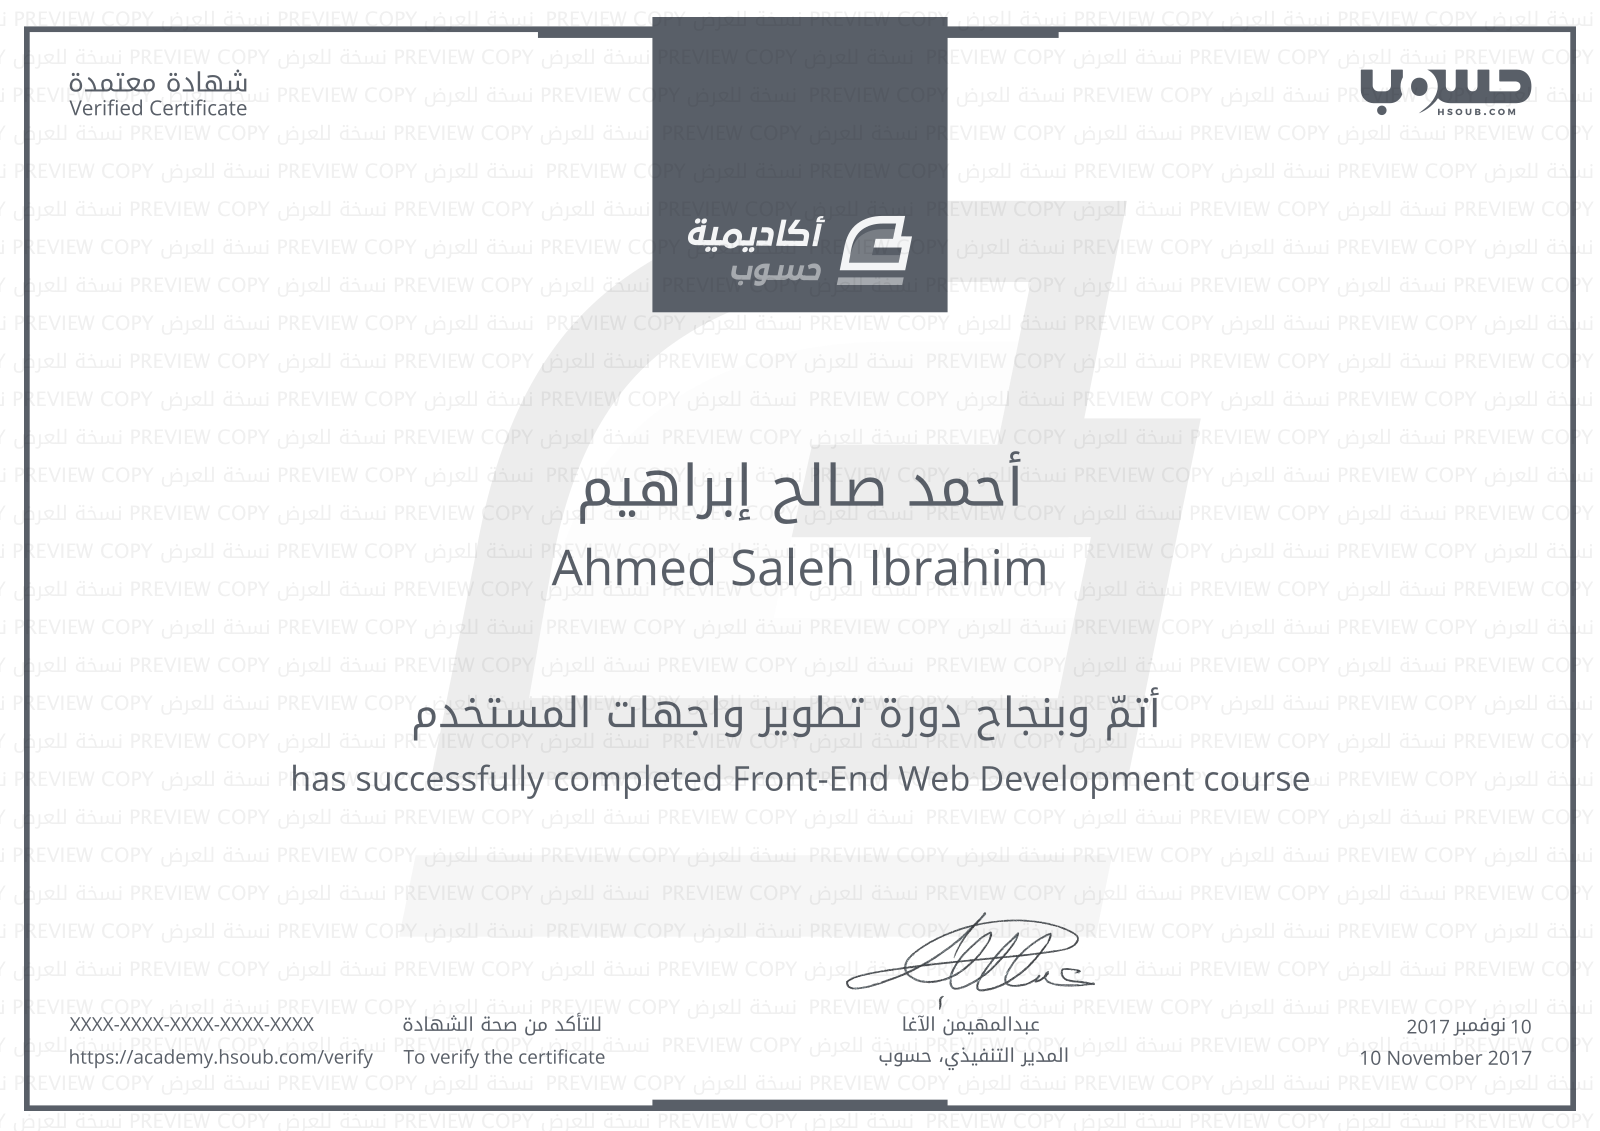 شهادة معتمدة
Verified Certificate
حسوب
HSOUB.COM
أكاديمية
حسوب
أحمد صالح إبراهيم
Ahmed Saleh Ibrahim
أتمّ وبنجاح دورة تطوير واجهات المستخدم
has successfully completed Front-End Web Development course
XXXX-XXXX-XXXX-XXXX-XXXX
للتأكد من صحة الشهادة
https://academy.hsoub.com/verify
To verify the certificate
عبدالمهيمن الآغا
المدير التنفيذي، حسوب
10 نوفمبر 2017
10 November 2017
نسخة للعرض PREVIEW COPY